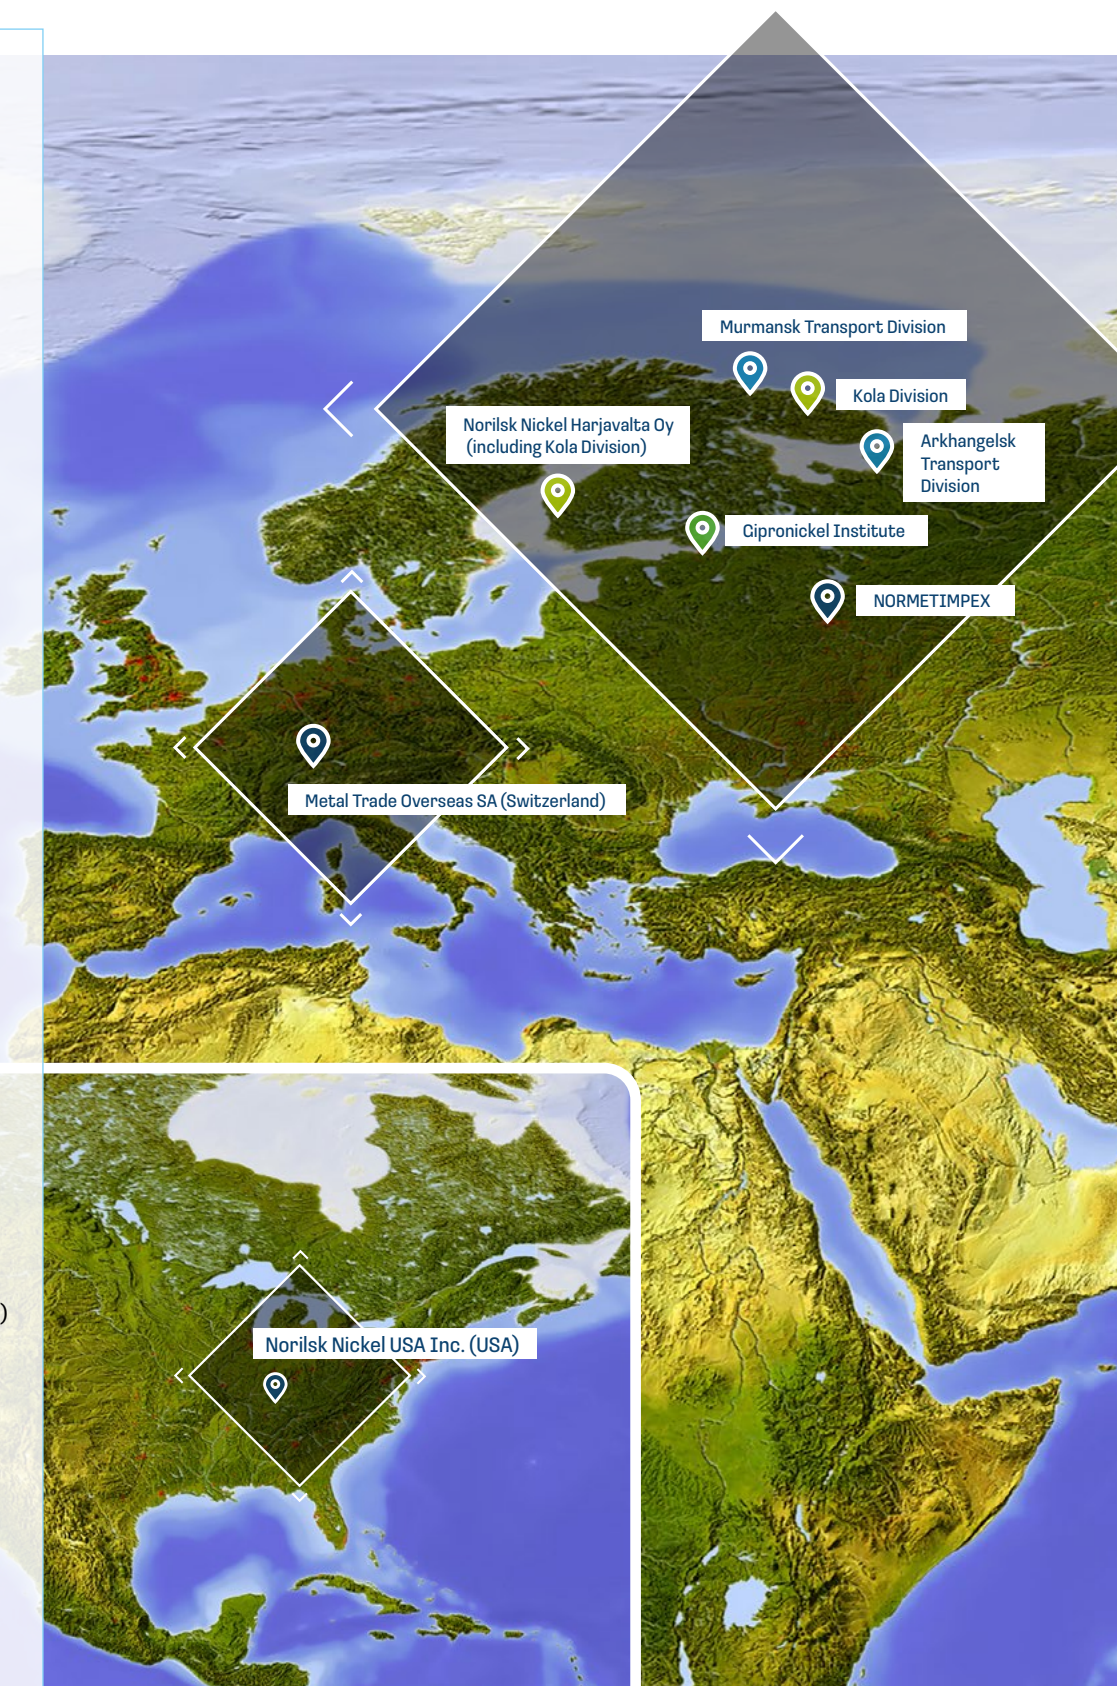 Murmansk Transport Division
Kola Division
Norilsk Nickel Harjavalta Oy
(including Kola Division)
Arkhangelsk
Transport
Division
Gipronickel Institute
NORMETIMPEX
Metal Trade Overseas SA (Switzerland)
)
Norilsk Nickel USA Inc. (USA)